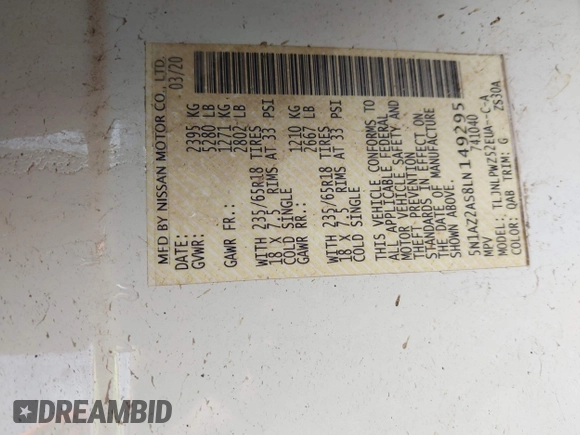 MFD BY NISSAN MOTOR CO., LTD.
DATE: 03/20
GVWR: 2395 KG
5280 LB
GAWR FR.: 1271 KG
2802 LB
WITH 235/65R18 TIRES
18 X 7.5 RIMS AT 33 PSI
COLD SINGLE
GAWR RR.: 1210 KG
2667 LB
WITH 235/65R18 TIRES
18 X 7.5 RIMS AT 33 PSI
COLD SINGLE
THIS VEHICLE CONFORMS TO
ALL APPLICABLE FEDERAL
MOTOR VEHICLE SAFETY AND
THEFT PREVENTION
STANDARDS IN EFFECT ON
THE DATE OF MANUFACTURE
SHOWN ABOVE.
5N1AZ2AS8LN149295
MPV 741040
MODEL: TLJNLPWZ52EUA--C-A
COLOR: QAB TRIM: G ZS30A
DREAMBID